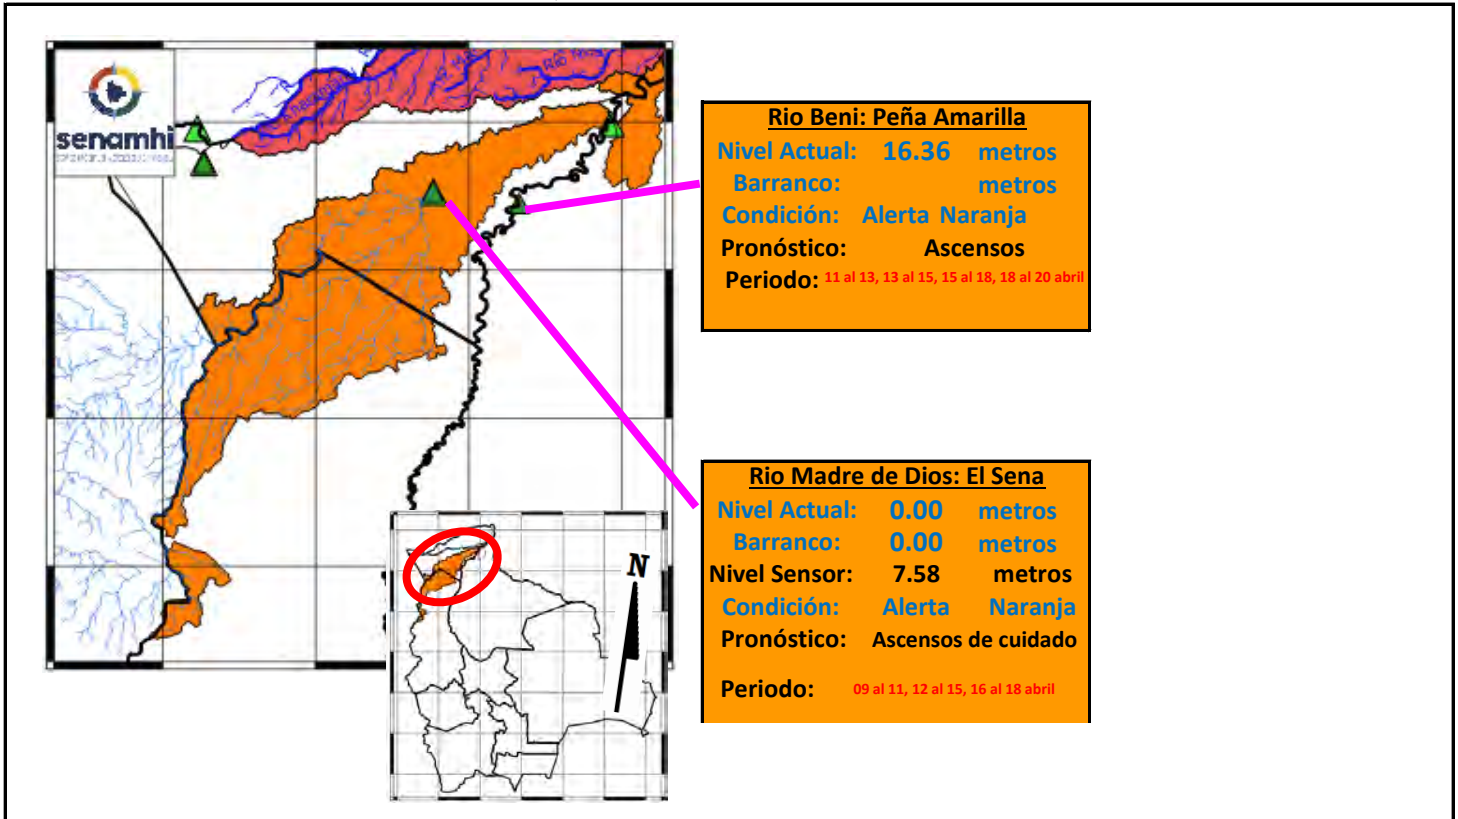 senamhi
Rio Beni: Peña Amarilla
Nivel Actual: 16.36 metros
Barranco: metros
Condición: Alerta Naranja
Pronóstico: Ascensos
Periodo: 11 al 13, 13 al 15, 15 al 18, 18 al 20 abril
Rio Madre de Dios: El Sena
Nivel Actual: 0.00 metros
Barranco: 0.00 metros
Nivel Sensor: 7.58 metros
Condición: Alerta Naranja
Pronóstico: Ascensos de cuidado
Periodo: 09 al 11, 12 al 15, 16 al 18 abril
N